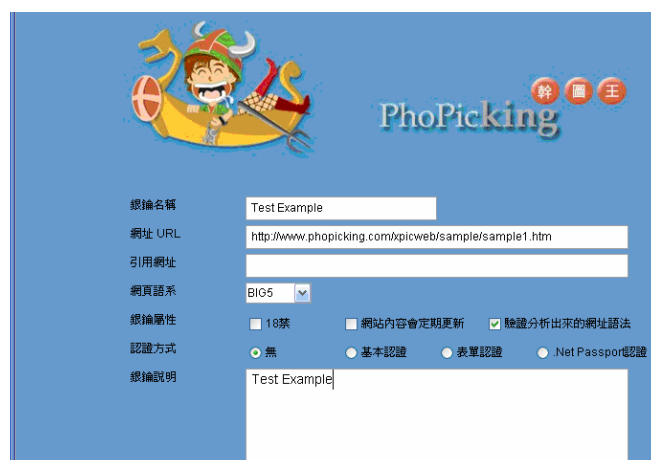 幹 圖 王
PhoPicking
銀鑰名稱 Test Example
網址 URL http://www.phopicking.com/xpicweb/sample/sample1.htm
引用網址
網頁語系 BIG5
銀鑰屬性 18禁 網站內容會定期更新 驗證分析出來的網址語法
認證方式 無 基本認證 表單認證 .Net Passport認證
銀鑰說明 Test Example